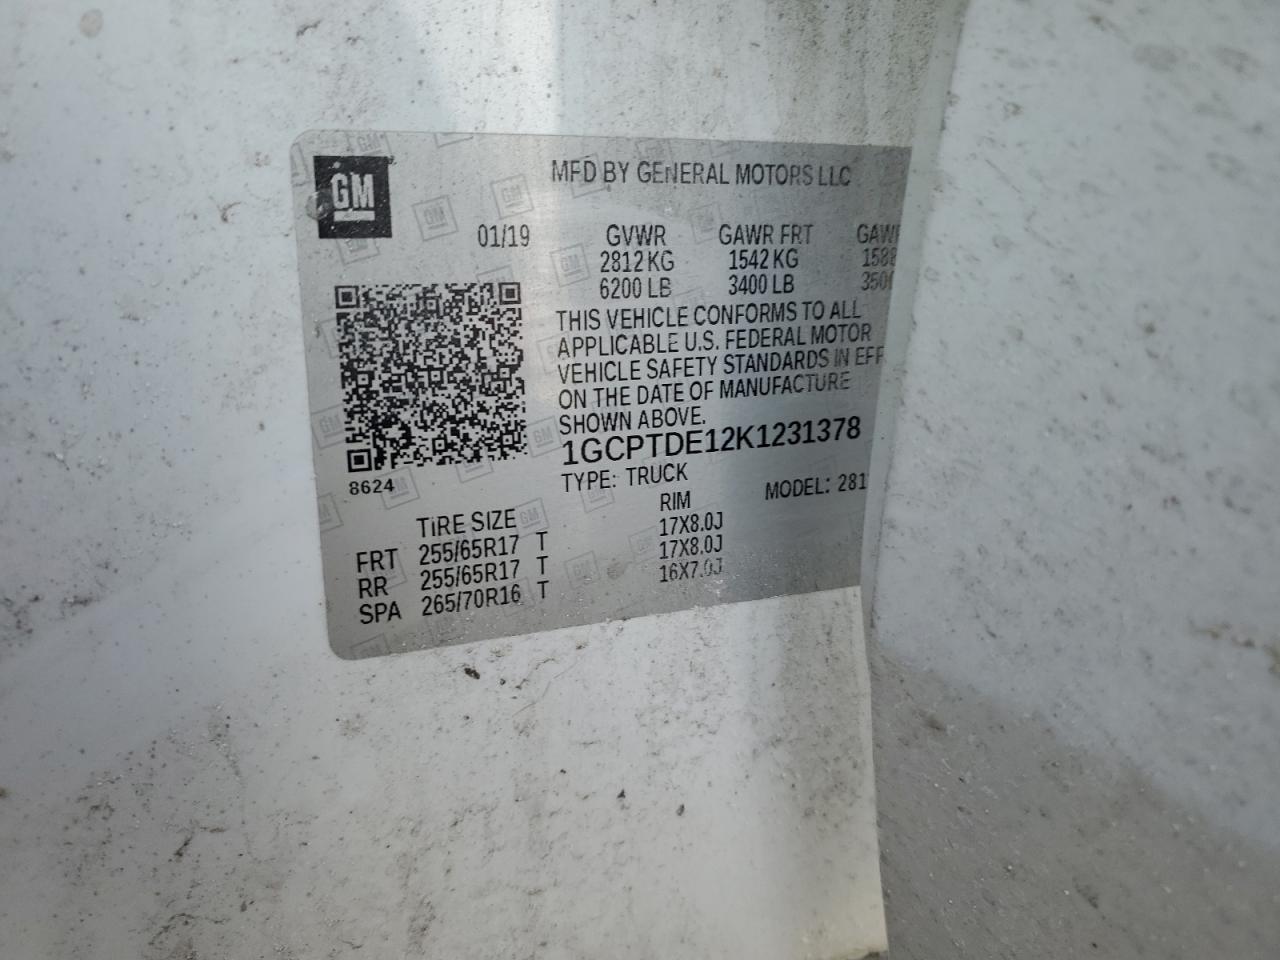 GM
MFD BY GENERAL MOTORS LLC
01/19 GVWR GAWR FRT
2812 KG 1542 KG
6200 LB 3400 LB
THIS VEHICLE CONFORMS TO ALL
APPLICABLE U.S. FEDERAL MOTOR
VEHICLE SAFETY STANDARDS IN EFF
ON THE DATE OF MANUFACTURE
SHOWN ABOVE.
1GCPTDE12K1231378
TYPE: TRUCK
MODEL: 281
8624
TIRE SIZE RIM
FRT 255/65R17 T 17X8.0J
RR 255/65R17 T 17X8.0J
SPA 265/70R16 T 16X7.0J